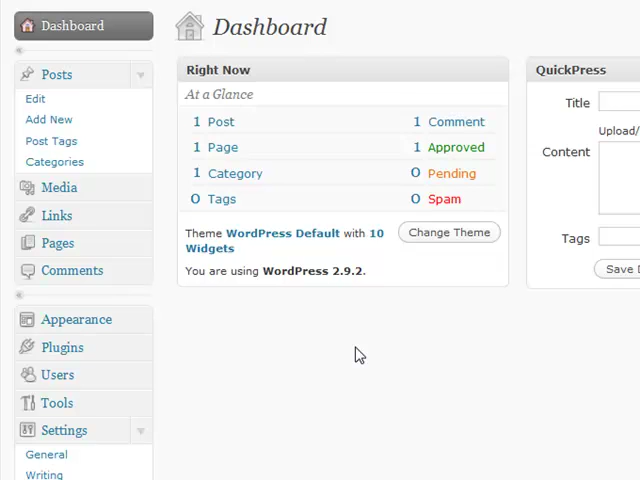 Dashboard
Posts
Edit
Add New
Post Tags
Categories
Media
Links
Pages
Comments
Appearance
Plugins
Users
Tools
Settings
General
Writing
Dashboard
Right Now
At a Glance
1 Post 1 Comment
1 Page 1 Approved
1 Category 0 Pending
0 Tags 0 Spam
Theme WordPress Default with 10
Widgets
Change Theme
You are using WordPress 2.9.2.
QuickPress
Title
Upload/
Content
Tags
Save D